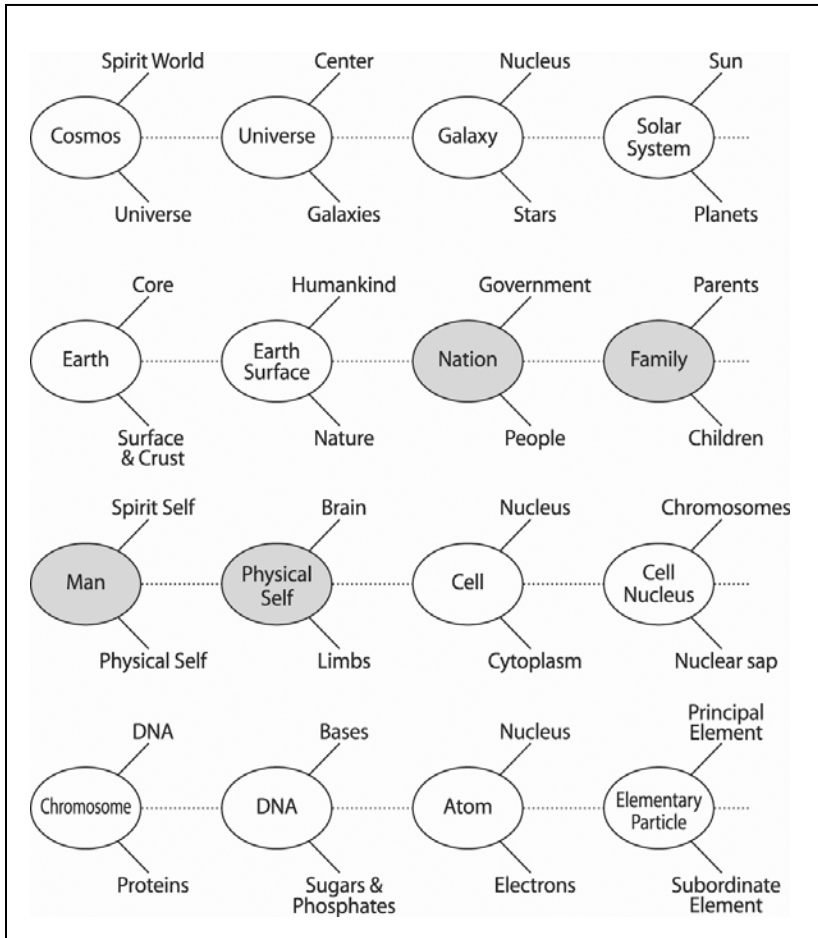 Spirit World Center Nucleus Sun
Cosmos Universe Galaxy Solar
System
Universe Galaxies Stars Planets
Core Humankind Government Parents
Earth Earth
Surface Nation Family
Surface
& Crust Nature People Children
Spirit Self Brain Nucleus Chromosomes
Man Physical
Self Cell Cell
Nucleus
Physical Self Limbs Cytoplasm Nuclear sap
DNA Bases Nucleus Principal
Element
Chromosome DNA Atom Elementary
Particle
Proteins Sugars &
Phosphates Electrons Subordinate
Element